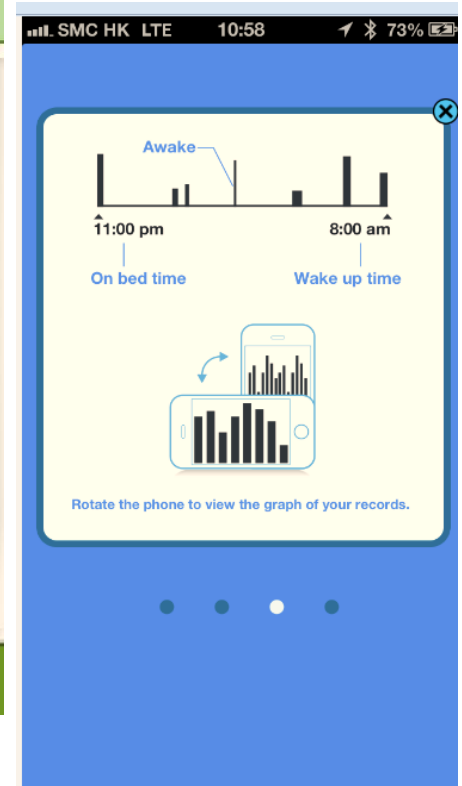 SMC HK LTE 10:58 73%
Awake
11:00 pm 8:00 am
On bed time Wake up time
Rotate the phone to view the graph of your records.